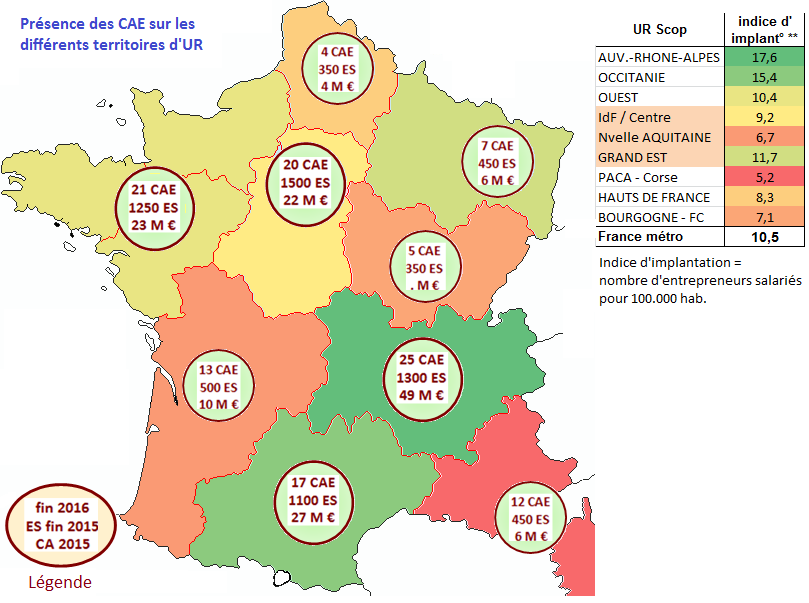 Présence des CAE sur les
différents territoires d'UR
4 CAE
350 ES
4 M €
7 CAE
450 ES
6 M €
20 CAE
1500 ES
22 M €
21 CAE
1250 ES
23 M €
5 CAE
350 ES
. M €
25 CAE
1300 ES
49 M €
13 CAE
500 ES
10 M €
17 CAE
1100 ES
27 M €
12 CAE
450 ES
6 M €
fin 2016
ES fin 2015
CA 2015
Légende
UR Scop indice d'
implant° **
AUV.-RHONE-ALPES 17,6
OCCITANIE 15,4
OUEST 10,4
IdF / Centre 9,2
Nvelle AQUITAINE 6,7
GRAND EST 11,7
PACA - Corse 5,2
HAUTS DE FRANCE 8,3
BOURGOGNE - FC 7,1
France métro 10,5
Indice d'implantation =
nombre d'entrepreneurs salariés
pour 100.000 hab.